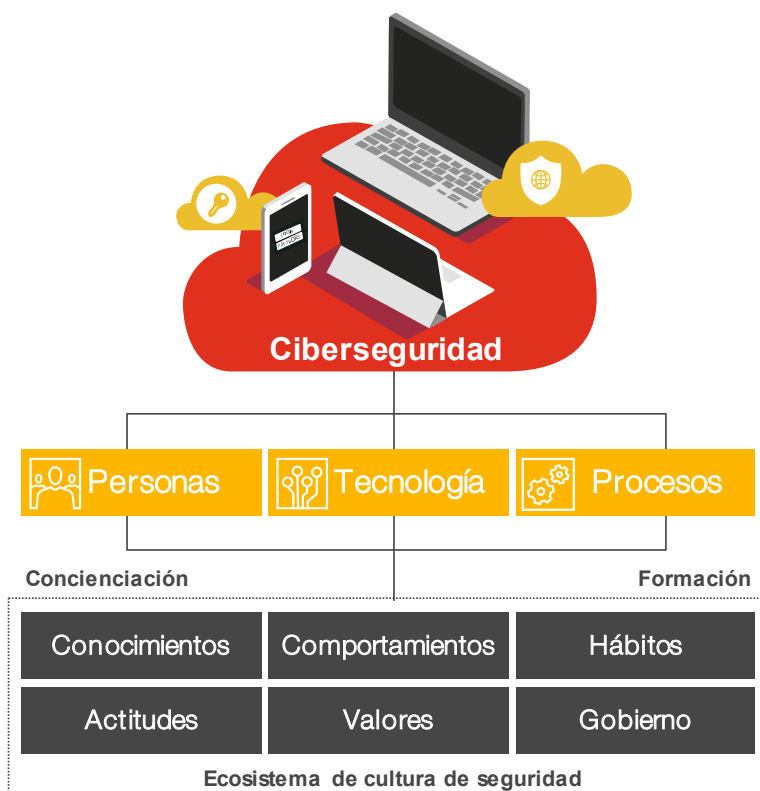 Ciberseguridad
Personas
Tecnología
Procesos
Concienciación
Formación
Conocimientos
Comportamientos
Hábitos
Actitudes
Valores
Gobierno
Ecosistema de cultura de seguridad